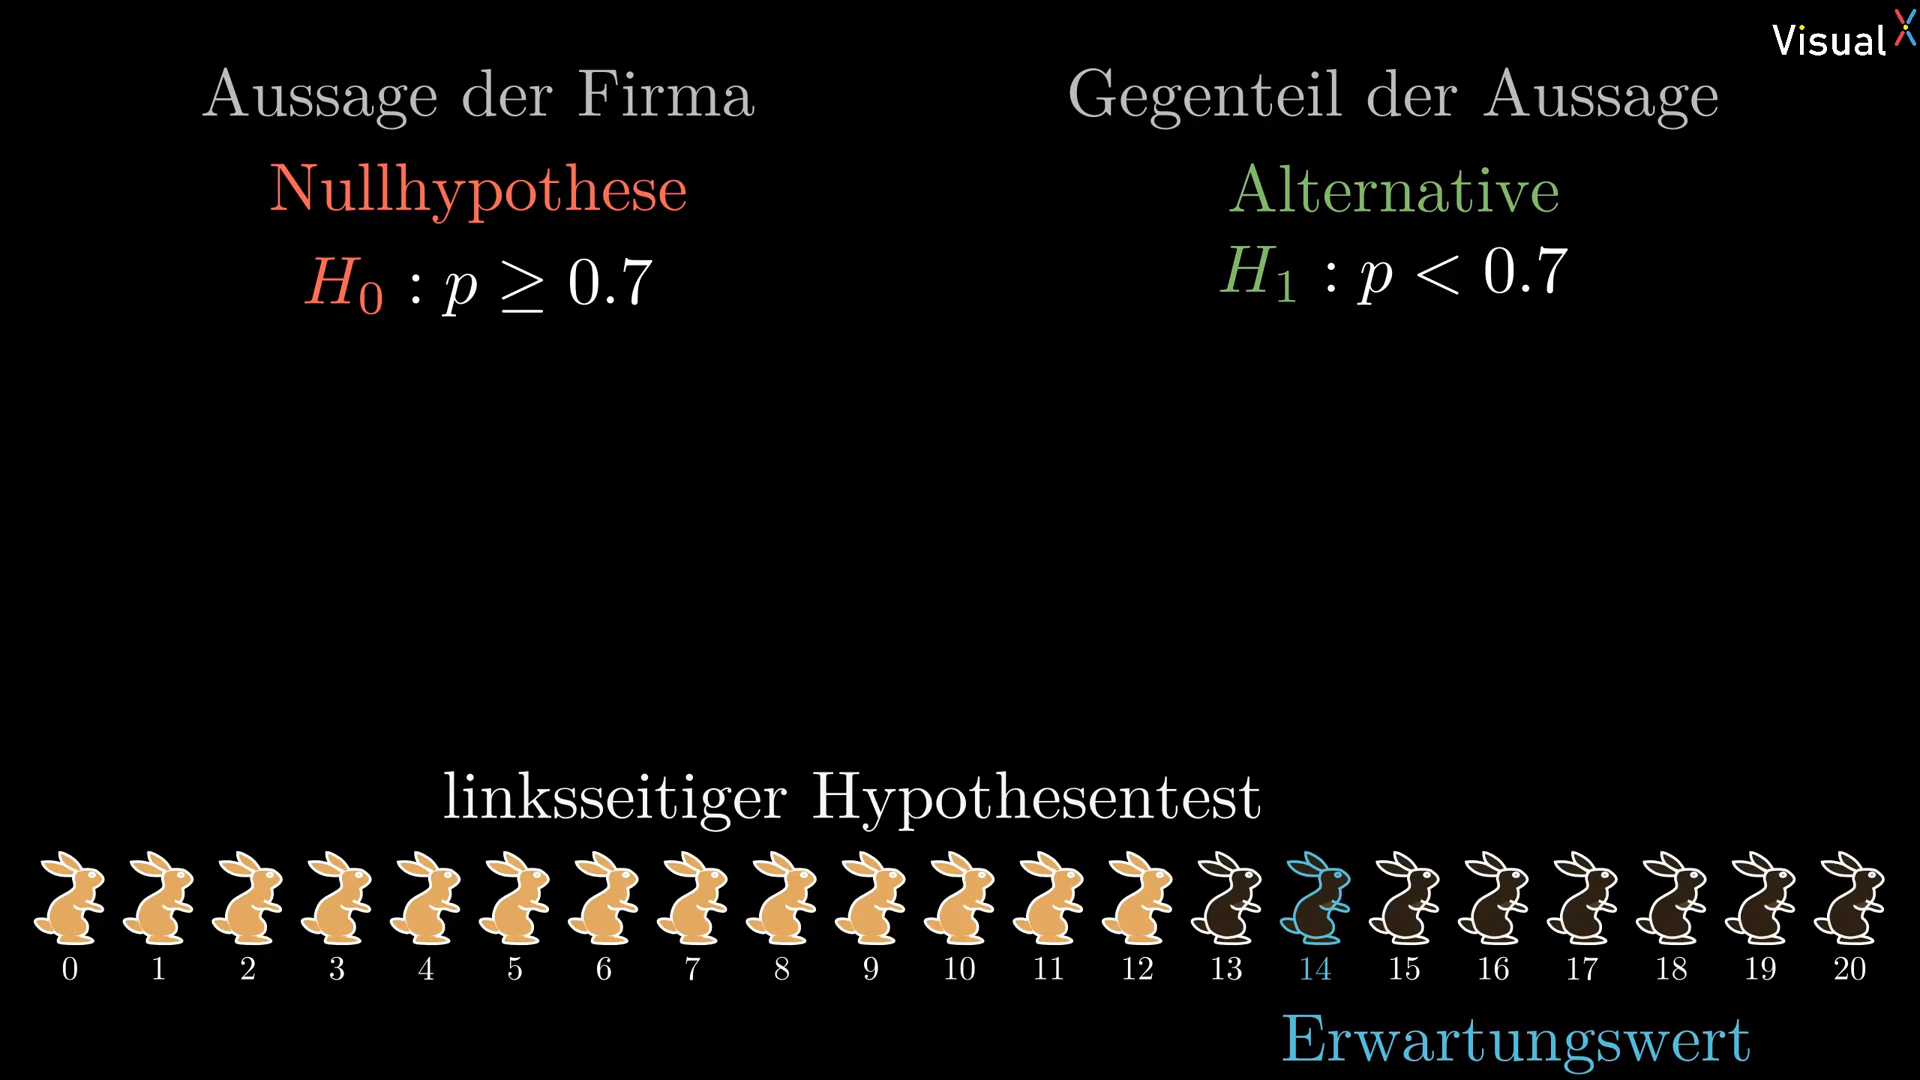 Visual X
Aussage der Firma
Nullhypothese
H₀ : p ≥ 0.7
Gegenteil der Aussage
Alternative
H₁ : p < 0.7
linksseitiger Hypothesentest
0 1 2 3 4 5 6 7 8 9 10 11 12 13 14 15 16 17 18 19 20
Erwartungswert